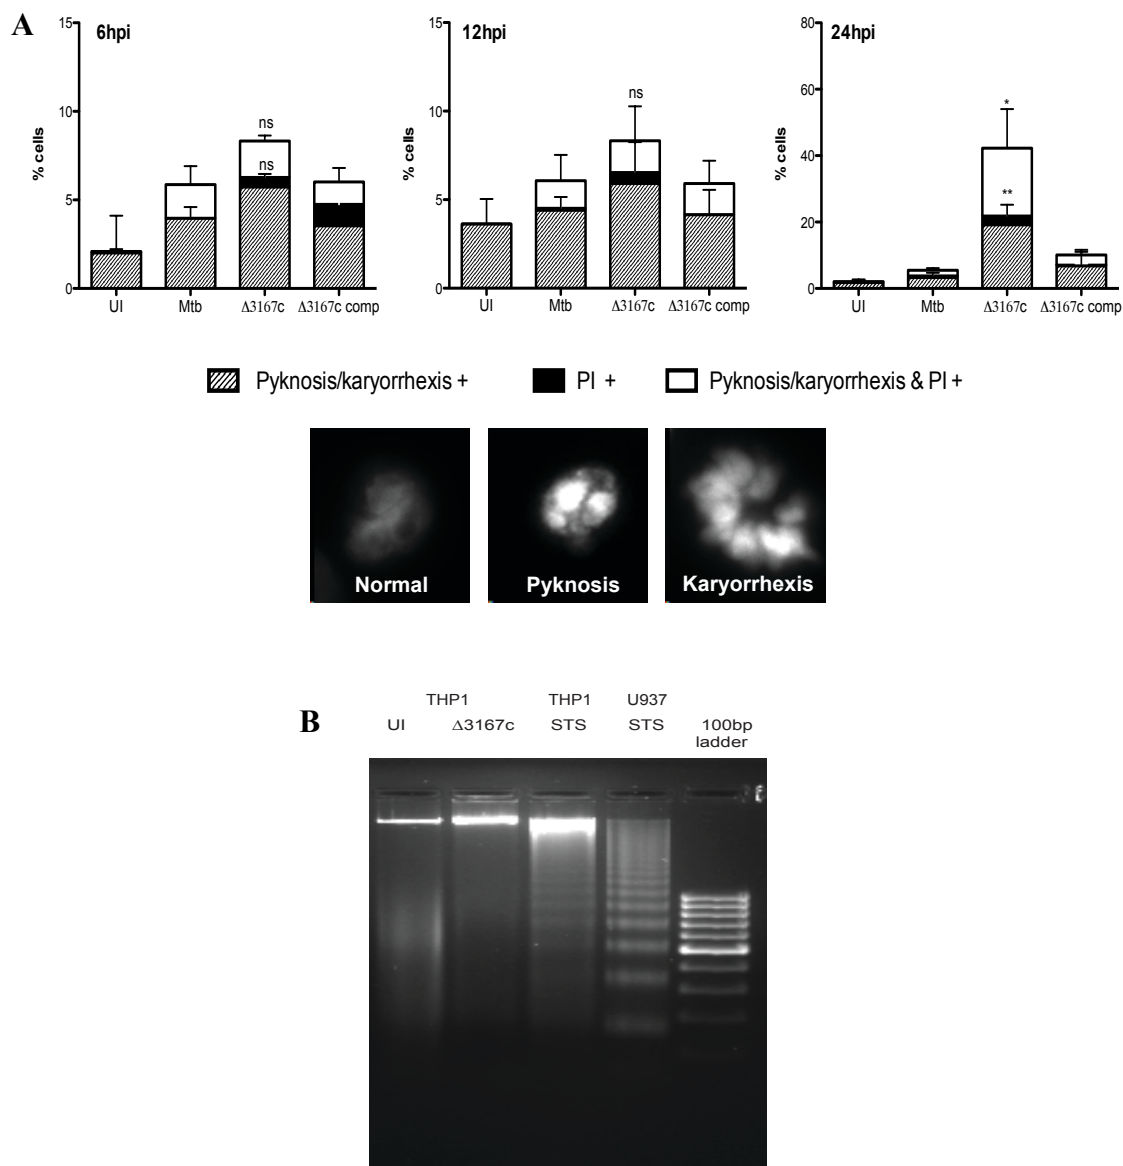 A
6hpi
12hpi
24hpi
15
10
5
0
% cells
ns
ns
UI
Mtb
Δ3167c
Δ3167c comp
15
10
5
0
% cells
ns
UI
Mtb
Δ3167c
Δ3167c comp
80
60
40
20
0
% cells
*
**
UI
Mtb
Δ3167c
Δ3167c comp
Pyknosis/karyorrhexis +
PI +
Pyknosis/karyorrhexis & PI +
Normal
Pyknosis
Karyorrhexis
B
THP1
THP1
U937
UI
Δ3167c
STS
STS
100bp
ladder